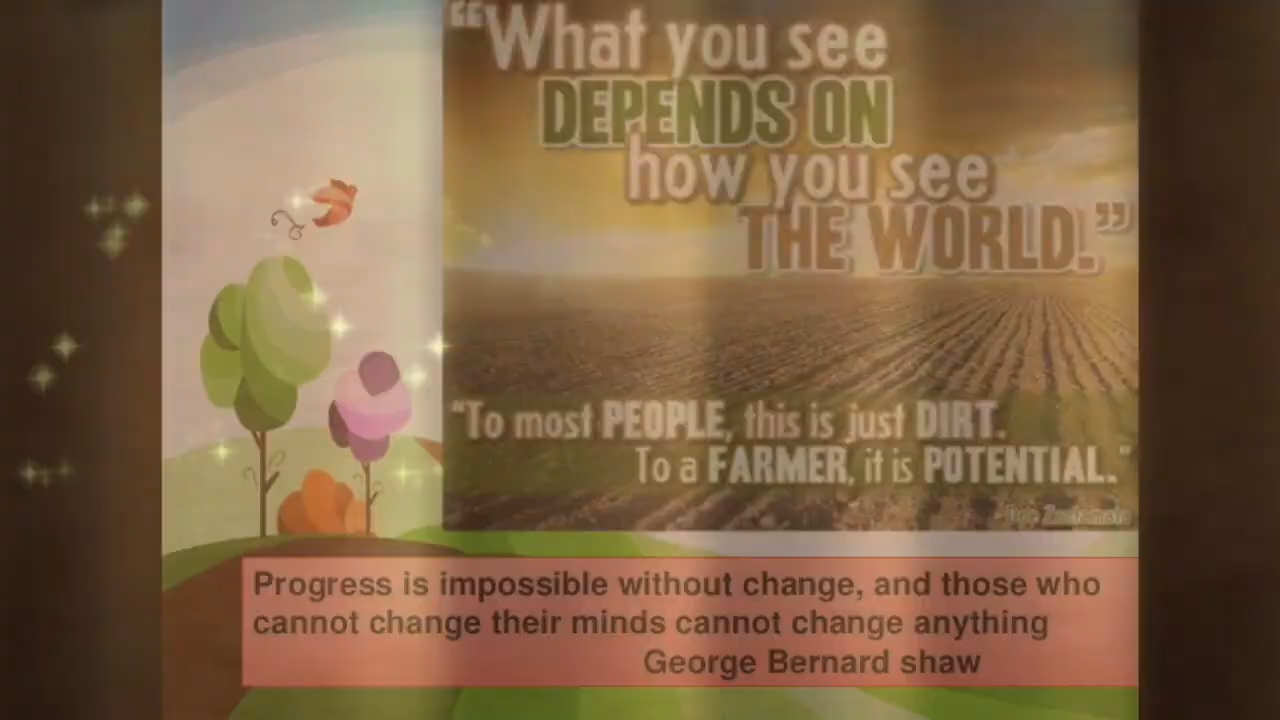 “What you see
DEPENDS ON
how you see
THE WORLD.”
“To most PEOPLE, this is just DIRT.
To a FARMER, it is POTENTIAL.”
Progress is impossible without change, and those who
cannot change their minds cannot change anything
George Bernard shaw